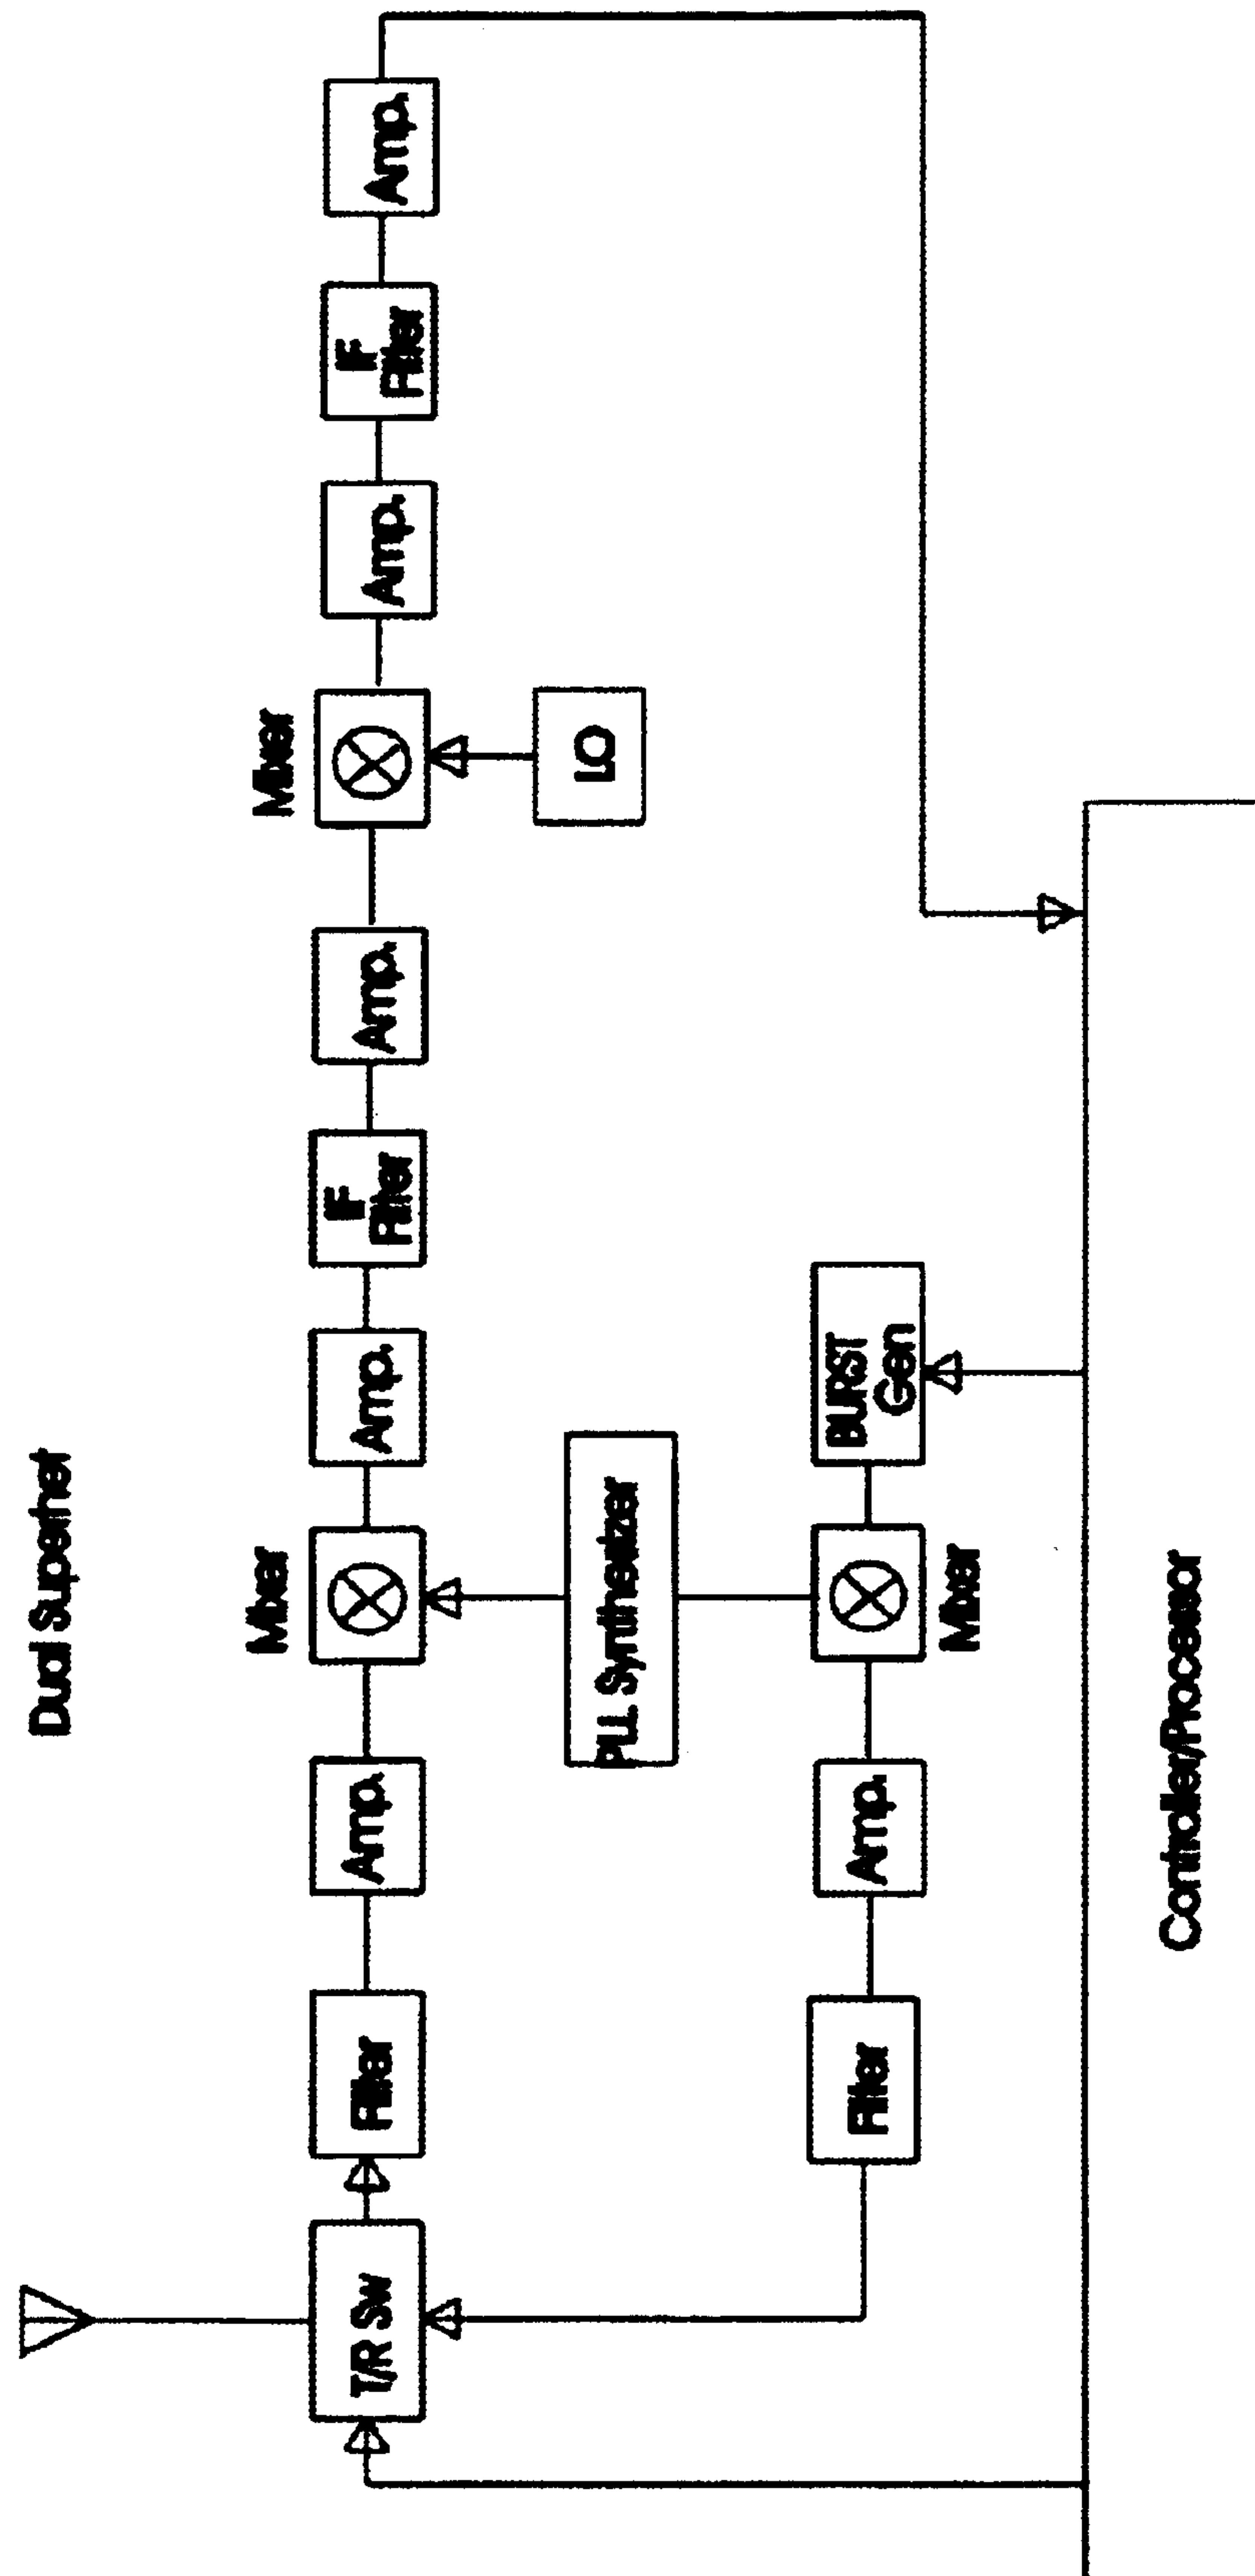 Dual Superhet
Mixer
Mixer
T/R SW
Filter
Amp.
Amp.
IF
Filter
Amp.
Amp.
IF
Filter
Amp.
PLL Synthesizer
LO
Filter
Amp.
BURST
Gen
Mixer
Controller/Processor